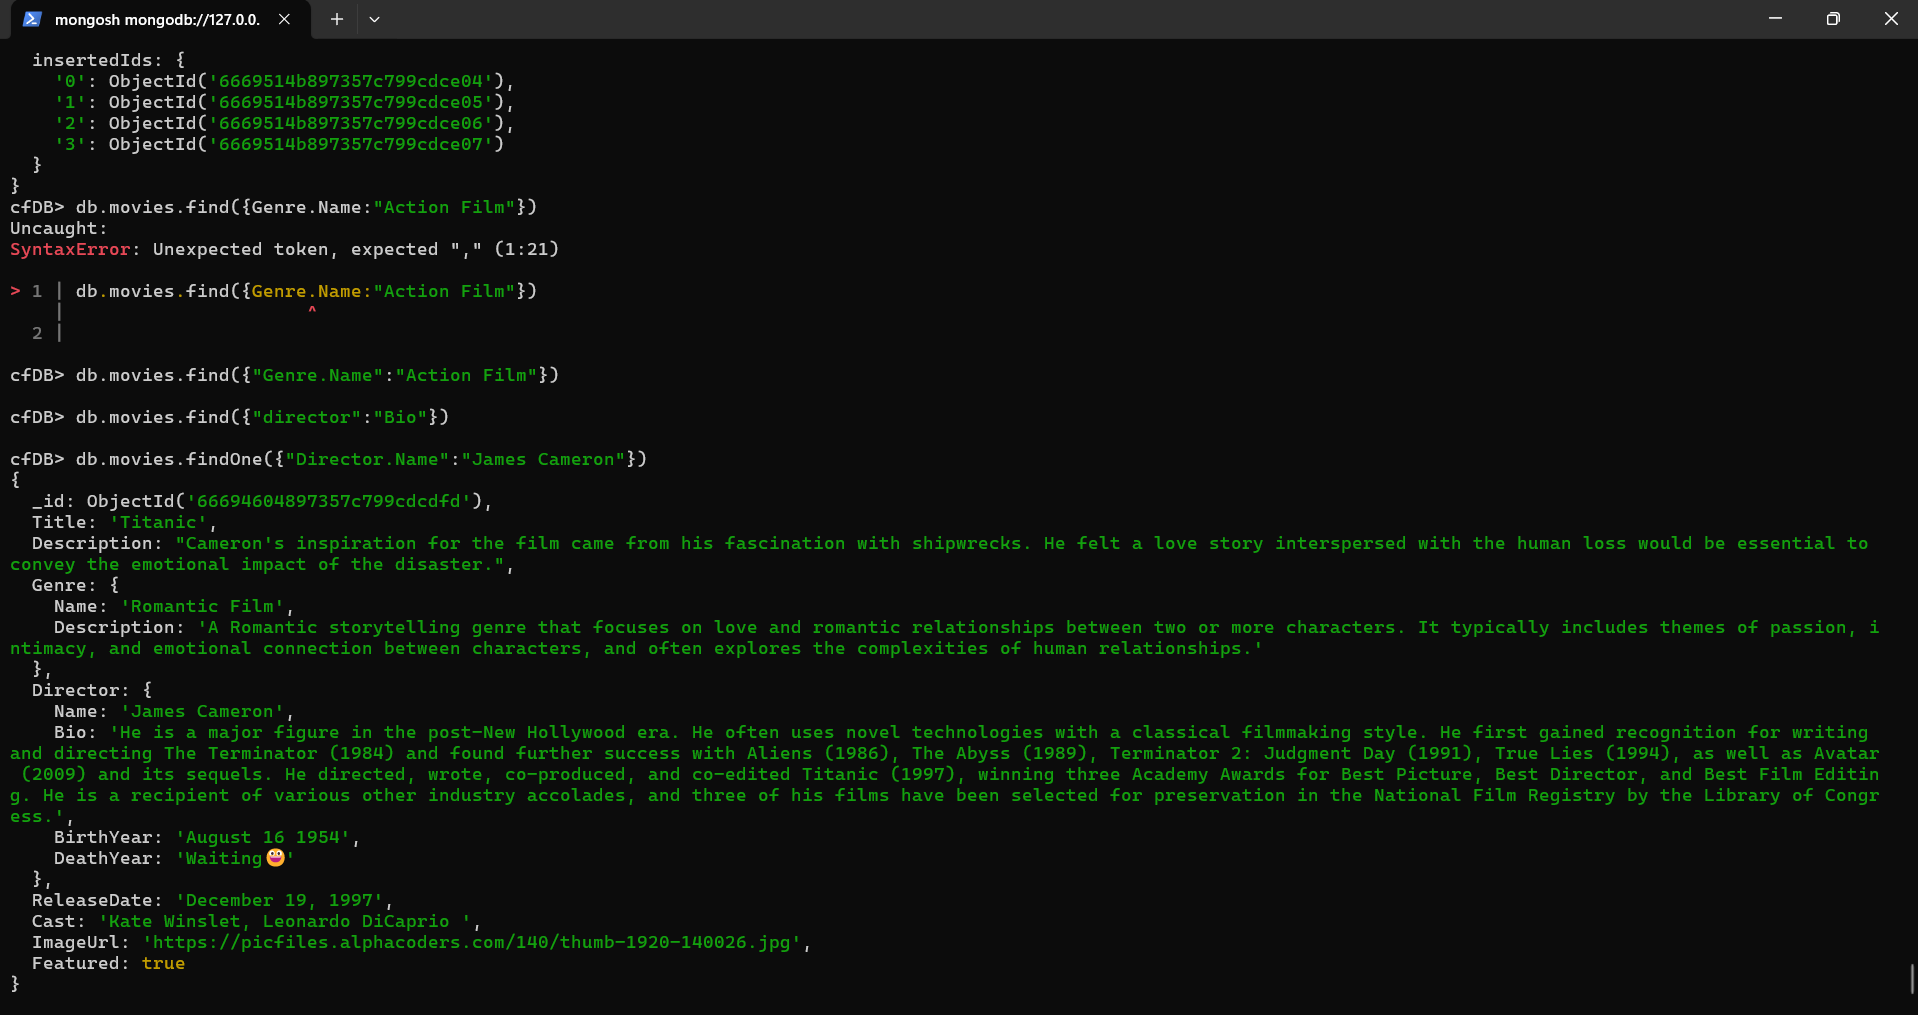 mongosh mongodb://127.0.0.
insertedIds: {
'0': ObjectId('6669514b897357c799cdce04'),
'1': ObjectId('6669514b897357c799cdce05'),
'2': ObjectId('6669514b897357c799cdce06'),
'3': ObjectId('6669514b897357c799cdce07')
}
}
cfDB> db.movies.find({Genre.Name:"Action Film"})
Uncaught:
SyntaxError: Unexpected token, expected "," (1:21)
> 1 | db.movies.find({Genre.Name:"Action Film"})
| ^
2 |
cfDB> db.movies.find({"Genre.Name":"Action Film"})
cfDB> db.movies.find({"director":"Bio"})
cfDB> db.movies.findOne({"Director.Name":"James Cameron"})
{
_id: ObjectId('66694604897357c799cdcdfd'),
Title: 'Titanic',
Description: "Cameron's inspiration for the film came from his fascination with shipwrecks. He felt a love story interspersed with the human loss would be essential to
convey the emotional impact of the disaster.",
Genre: {
Name: 'Romantic Film',
Description: 'A Romantic storytelling genre that focuses on love and romantic relationships between two or more characters. It typically includes themes of passion, i
ntimacy, and emotional connection between characters, and often explores the complexities of human relationships.'
},
Director: {
Name: 'James Cameron',
Bio: 'He is a major figure in the post-New Hollywood era. He often uses novel technologies with a classical filmmaking style. He first gained recognition for writing
and directing The Terminator (1984) and found further success with Aliens (1986), The Abyss (1989), Terminator 2: Judgment Day (1991), True Lies (1994), as well as Avatar
(2009) and its sequels. He directed, wrote, co-produced, and co-edited Titanic (1997), winning three Academy Awards for Best Picture, Best Director, and Best Film Editin
g. He is a recipient of various other industry accolades, and three of his films have been selected for preservation in the National Film Registry by the Library of Congr
ess.',
BirthYear: 'August 16 1954',
DeathYear: 'Waiting😀'
},
ReleaseDate: 'December 19, 1997',
Cast: 'Kate Winslet, Leonardo DiCaprio ',
ImageUrl: 'https://picfiles.alphacoders.com/140/thumb-1920-140026.jpg',
Featured: true
}